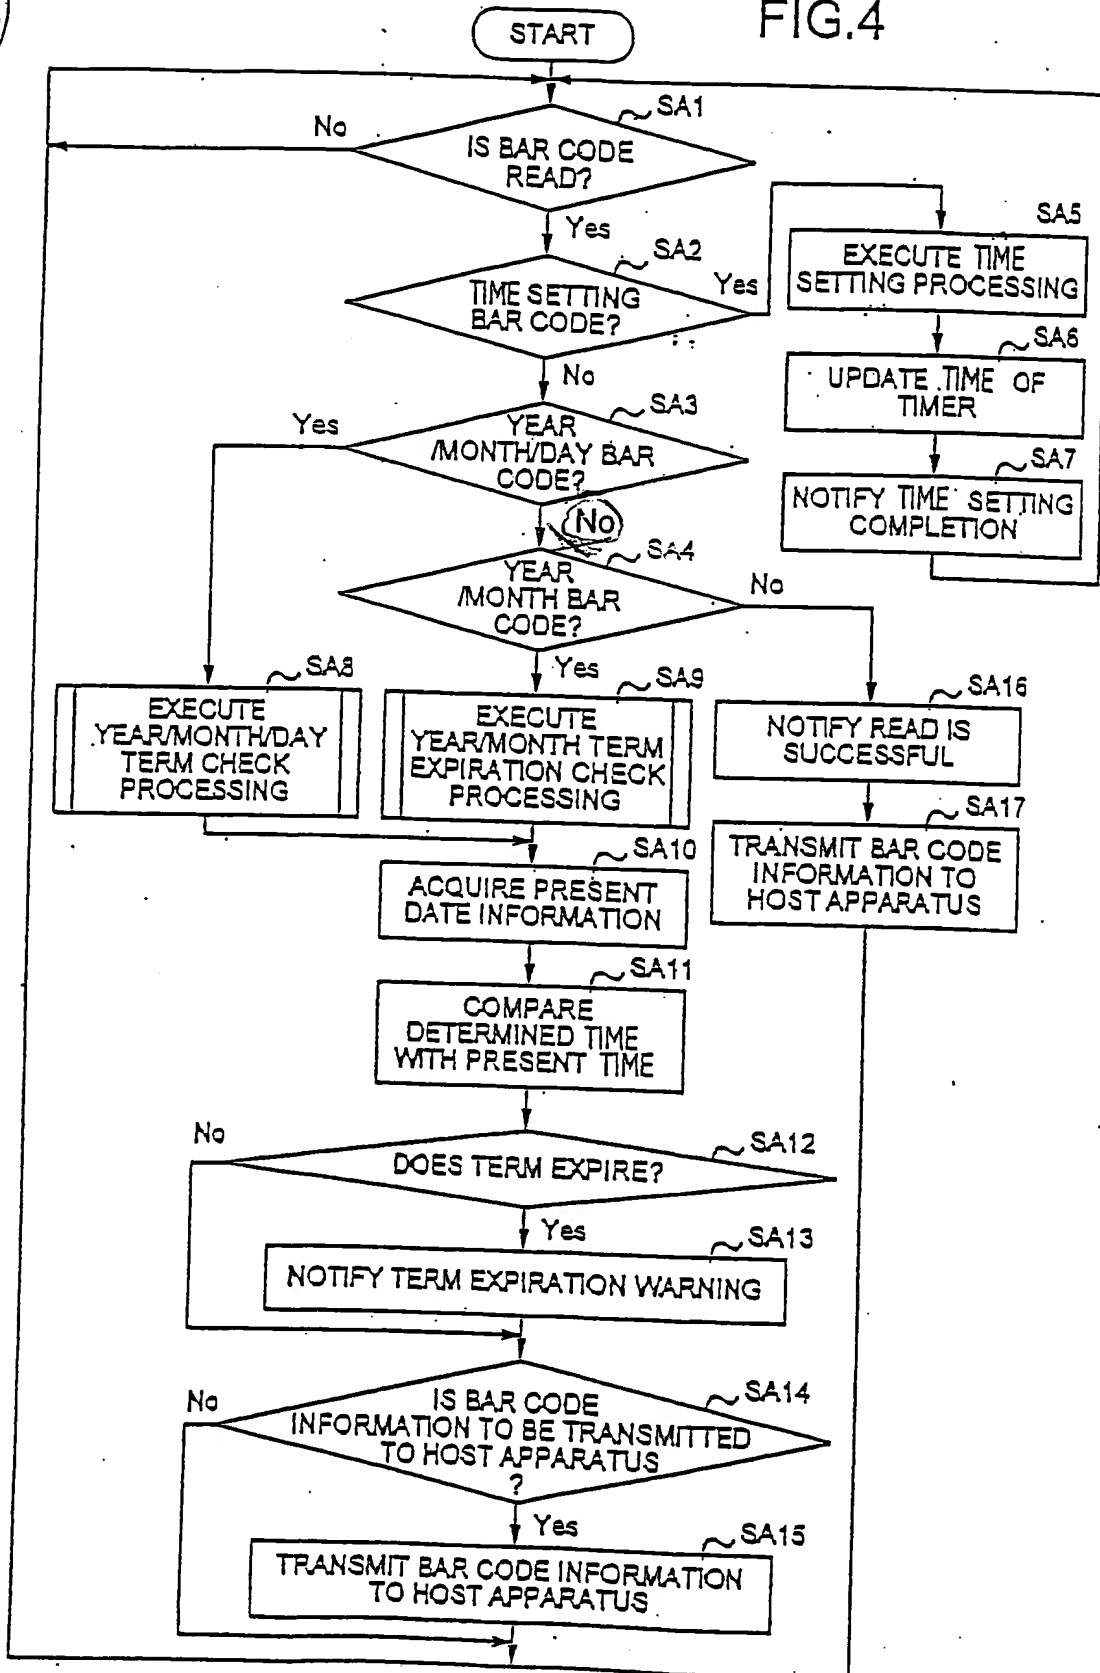 FIG.4
START
SA1
No
IS BAR CODE
READ?
Yes
SA2
TIME SETTING
BAR CODE?
Yes
SA5
EXECUTE TIME
SETTING PROCESSING
SA6
UPDATE TIME OF
TIMER
SA7
NOTIFY TIME SETTING
COMPLETION
No
SA3
Yes
YEAR
/MONTH/DAY BAR
CODE?
No
SA4
YEAR
/MONTH BAR
CODE?
No
Yes
SA8
EXECUTE
YEAR/MONTH/DAY
TERM CHECK
PROCESSING
SA9
EXECUTE
YEAR/MONTH TERM
EXPIRATION CHECK
PROCESSING
SA16
NOTIFY READ IS
SUCCESSFUL
SA17
TRANSMIT BAR CODE
INFORMATION TO
HOST APPARATUS
SA10
ACQUIRE PRESENT
DATE INFORMATION
SA11
COMPARE
DETERMINED TIME
WITH PRESENT TIME
No
SA12
DOES TERM EXPIRE?
Yes
SA13
NOTIFY TERM EXPIRATION WARNING
No
SA14
IS BAR CODE
INFORMATION TO BE TRANSMITTED
TO HOST APPARATUS
?
Yes
SA15
TRANSMIT BAR CODE INFORMATION
TO HOST APPARATUS